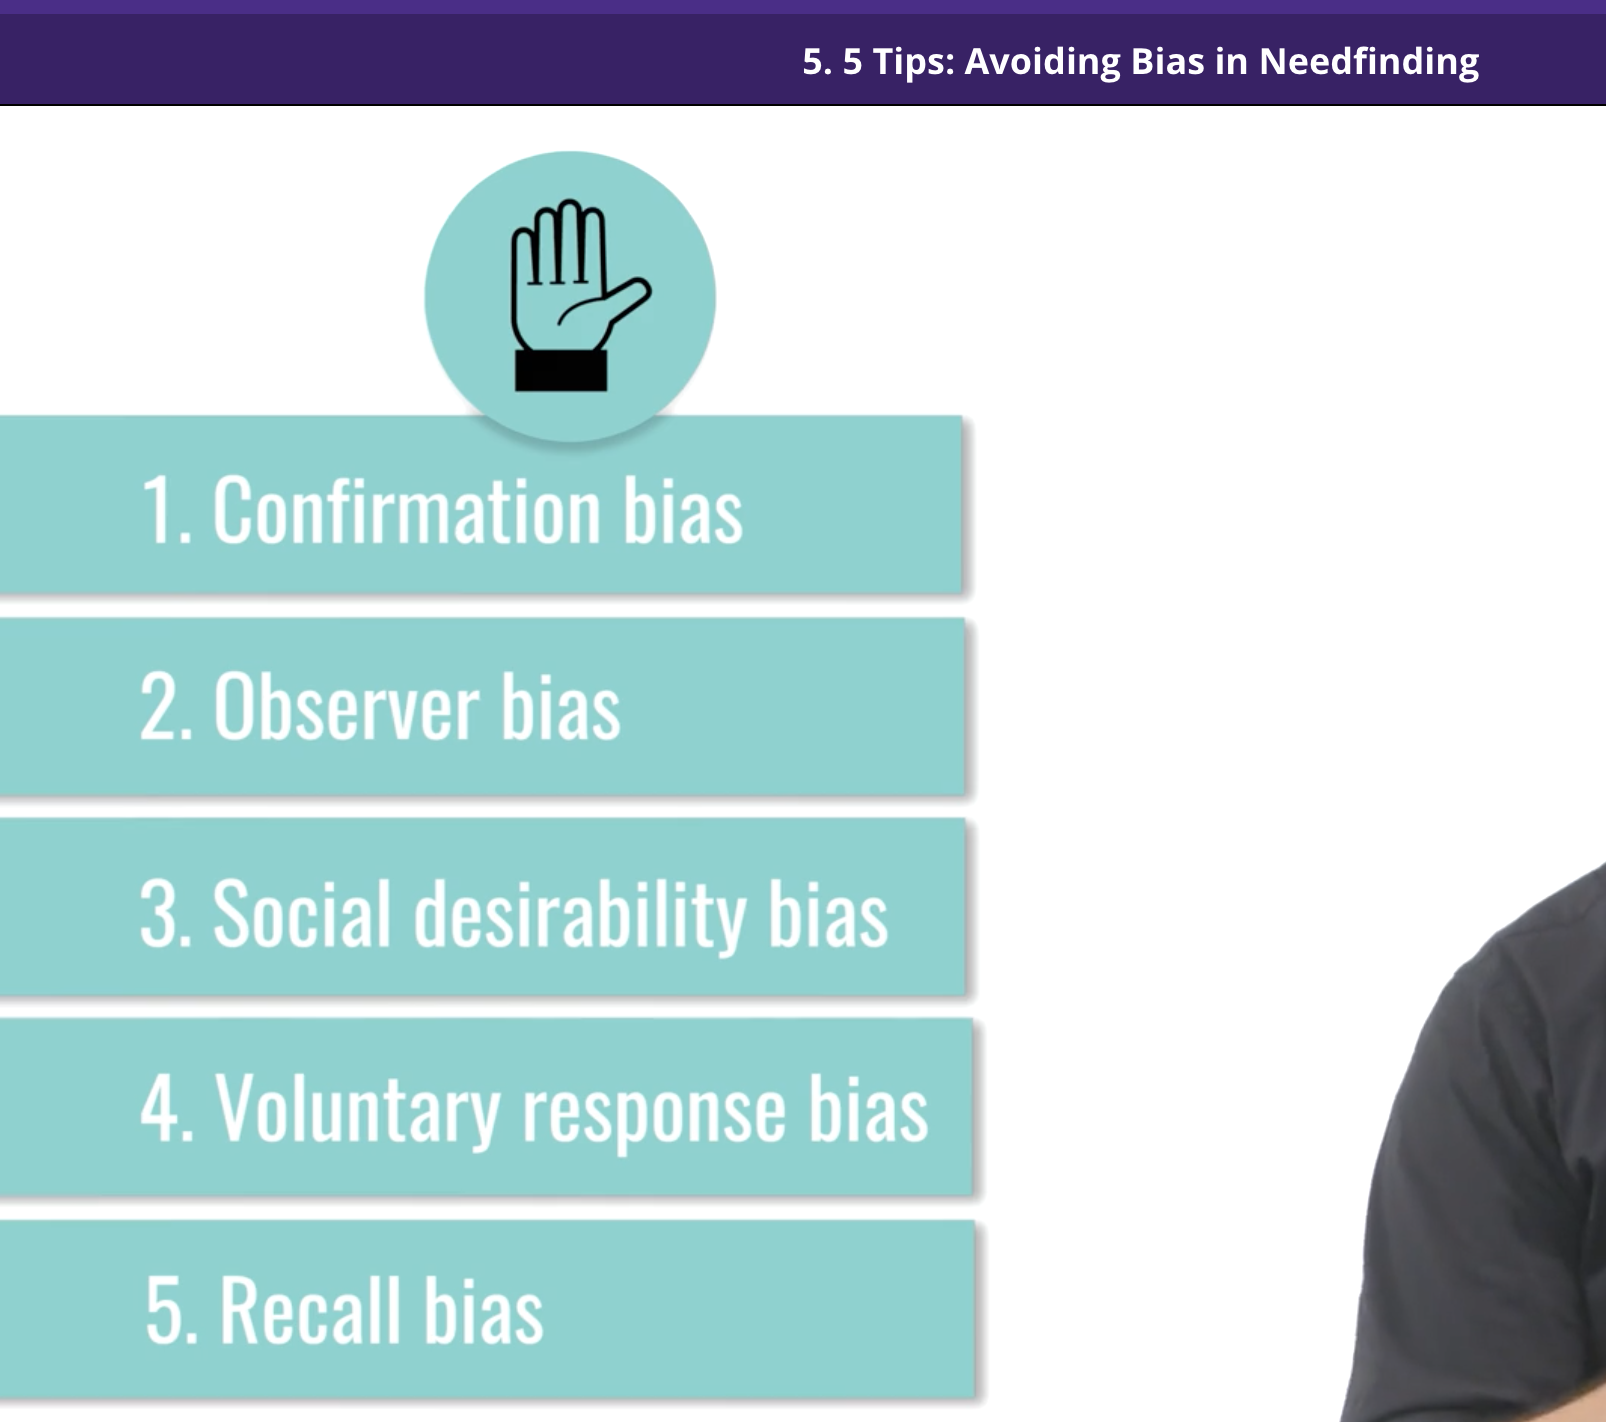 5. 5 Tips: Avoiding Bias in Needfinding
1. Confirmation bias
2. Observer bias
3. Social desirability bias
4. Voluntary response bias
5. Recall bias